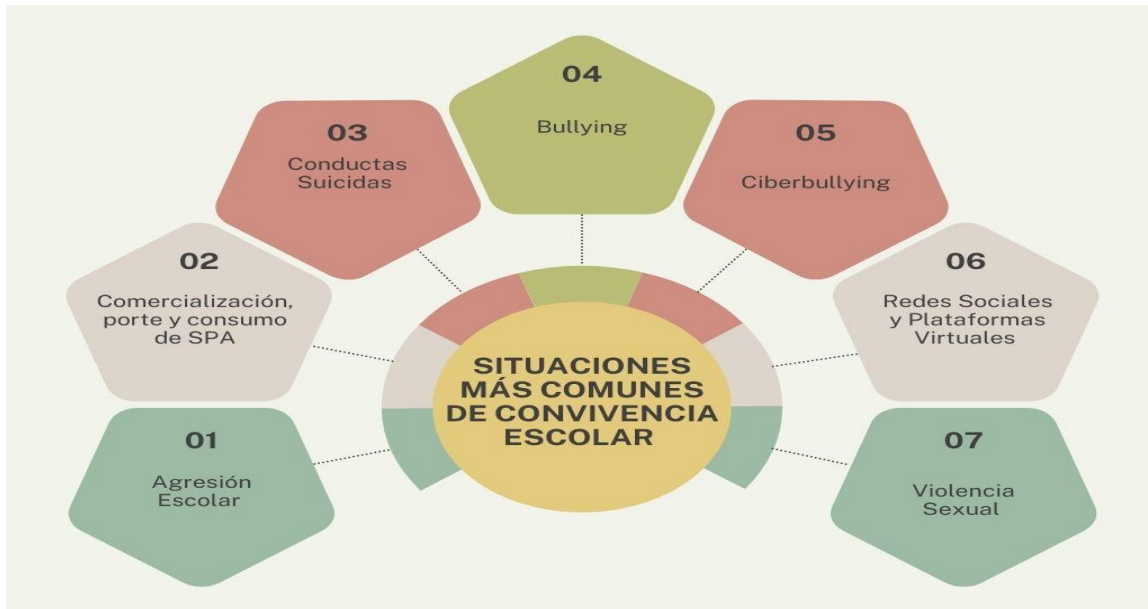 01
Agresión
Escolar
02
Comercialización,
porte y consumo
de SPA
03
Conductas
Suicidas
04
Bullying
05
Ciberbullying
06
Redes Sociales
y Plataformas
Virtuales
07
Violencia
Sexual
SITUACIONES
MÁS COMUNES
DE CONVIVENCIA
ESCOLAR